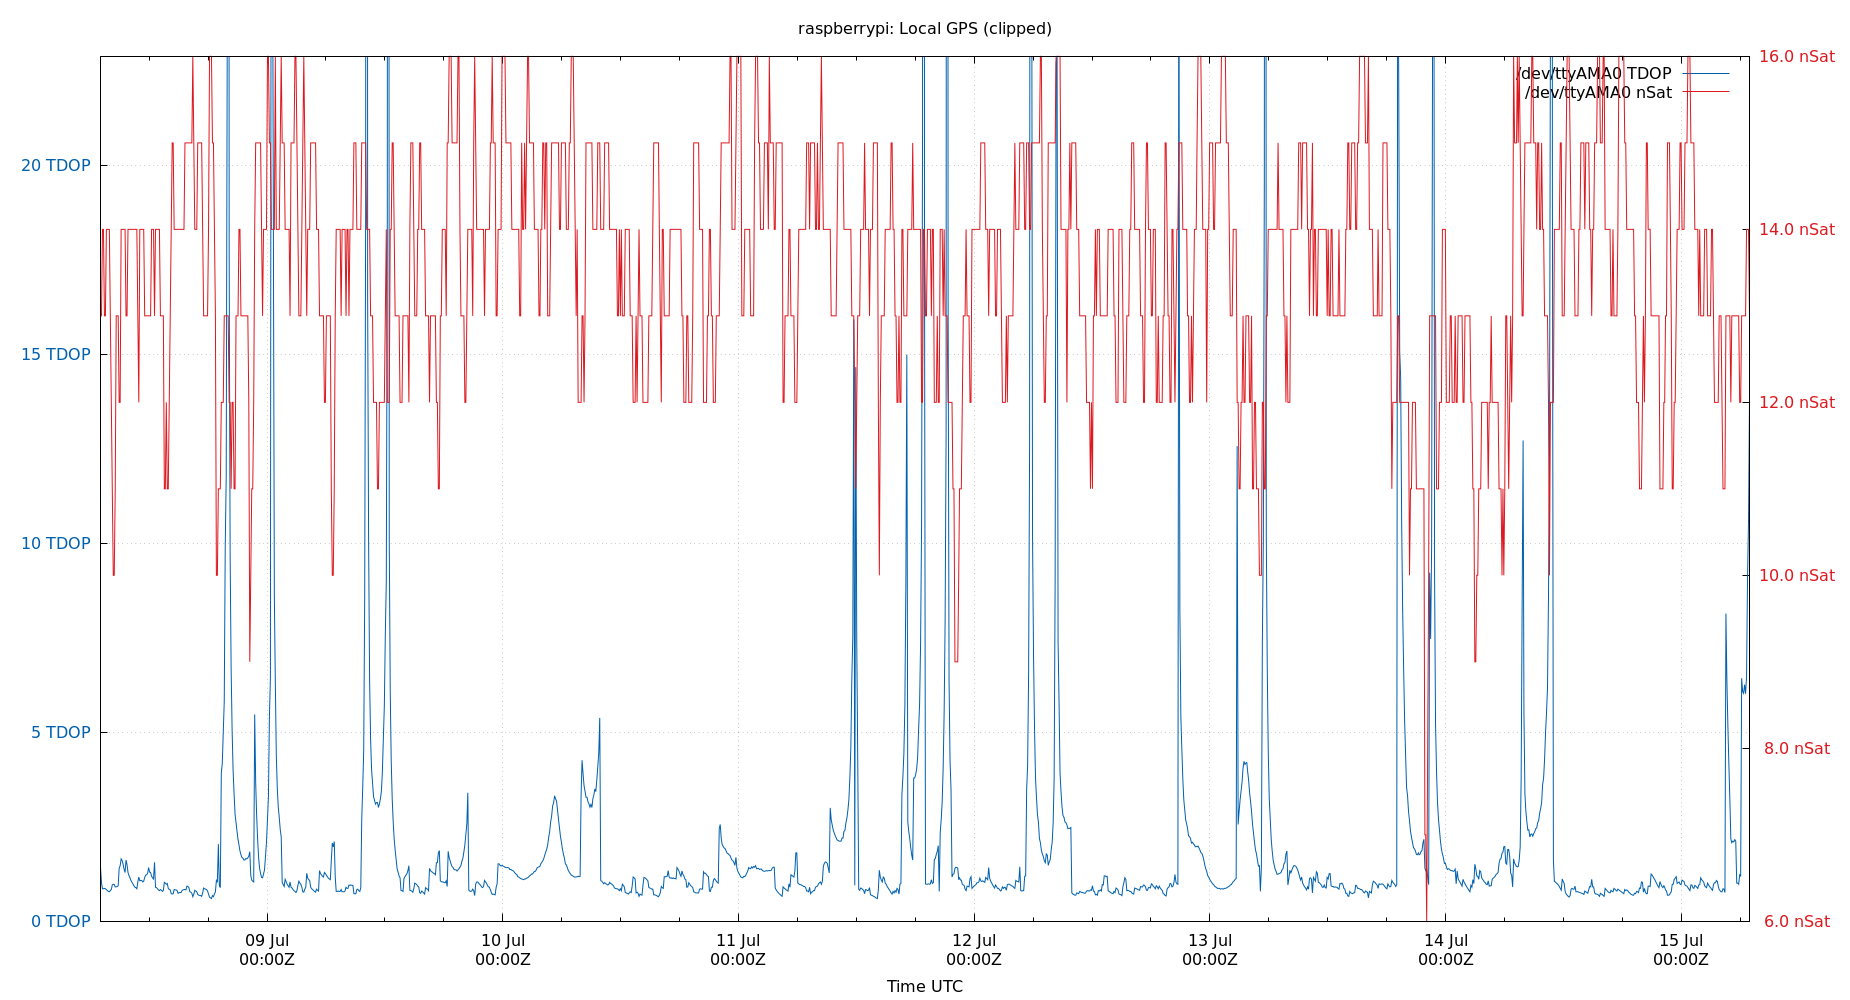 raspberrypi: Local GPS (clipped)
/dev/ttyAMA0 TDOP
/dev/ttyAMA0 nSat
20 TDOP
15 TDOP
10 TDOP
5 TDOP
0 TDOP
16.0 nSat
14.0 nSat
12.0 nSat
10.0 nSat
8.0 nSat
6.0 nSat
09 Jul
00:00Z
10 Jul
00:00Z
11 Jul
00:00Z
12 Jul
00:00Z
13 Jul
00:00Z
14 Jul
00:00Z
15 Jul
00:00Z
Time UTC